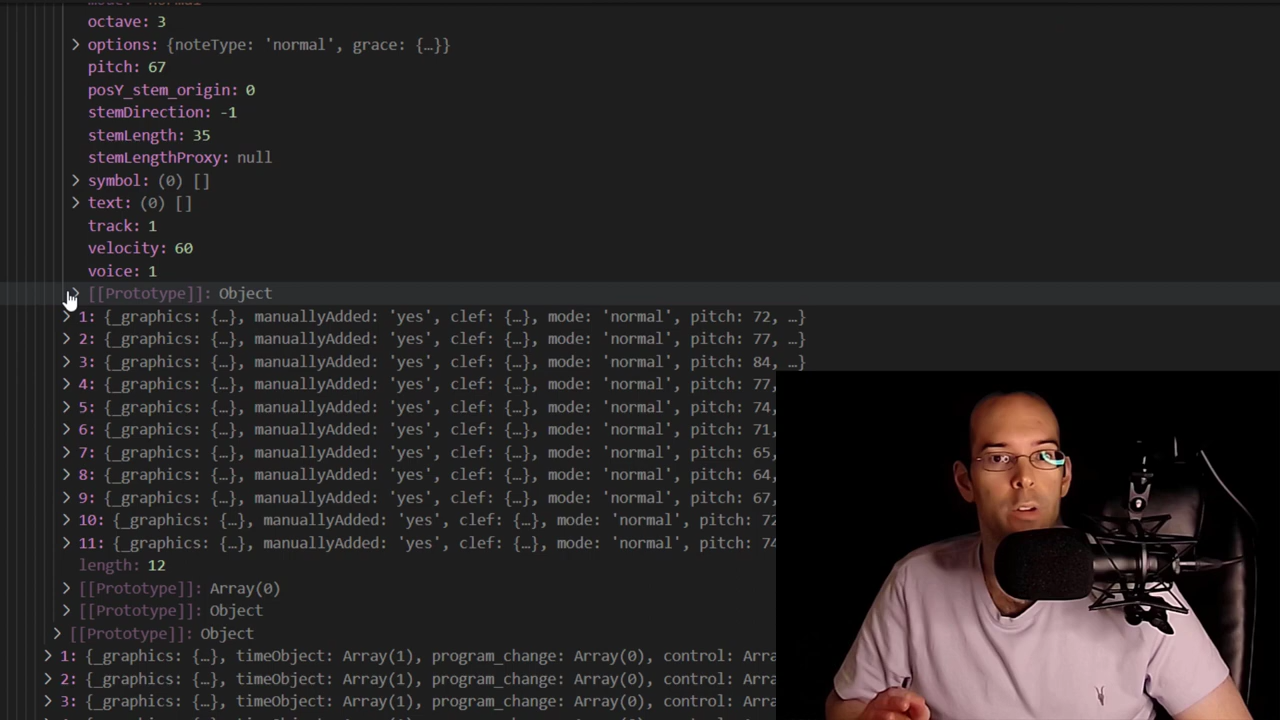 mode: 'normal'
octave: 3
options: {noteType: 'normal', grace: {…}}
pitch: 67
posY_stem_origin: 0
stemDirection: -1
stemLength: 35
stemLengthProxy: null
symbol: (0) []
text: (0) []
track: 1
velocity: 60
voice: 1
[[Prototype]]: Object
1: {_graphics: {…}, manuallyAdded: 'yes', clef: {…}, mode: 'normal', pitch: 72, …}
2: {_graphics: {…}, manuallyAdded: 'yes', clef: {…}, mode: 'normal', pitch: 77, …}
3: {_graphics: {…}, manuallyAdded: 'yes', clef: {…}, mode: 'normal', pitch: 84, …}
4: {_graphics: {…}, manuallyAdded: 'yes', clef: {…}, mode: 'normal', pitch: 77,
5: {_graphics: {…}, manuallyAdded: 'yes', clef: {…}, mode: 'normal', pitch: 74,
6: {_graphics: {…}, manuallyAdded: 'yes', clef: {…}, mode: 'normal', pitch: 71,
7: {_graphics: {…}, manuallyAdded: 'yes', clef: {…}, mode: 'normal', pitch: 65,
8: {_graphics: {…}, manuallyAdded: 'yes', clef: {…}, mode: 'normal', pitch: 64,
9: {_graphics: {…}, manuallyAdded: 'yes', clef: {…}, mode: 'normal', pitch: 67,
10: {_graphics: {…}, manuallyAdded: 'yes', clef: {…}, mode: 'normal', pitch: 72
11: {_graphics: {…}, manuallyAdded: 'yes', clef: {…}, mode: 'normal', pitch: 74
length: 12
[[Prototype]]: Array(0)
[[Prototype]]: Object
[[Prototype]]: Object
1: {_graphics: {…}, timeObject: Array(1), program_change: Array(0), control: Arra
2: {_graphics: {…}, timeObject: Array(1), program_change: Array(0), control: Arra
3: {_graphics: {…}, timeObject: Array(1), program_change: Array(0), control: Arra